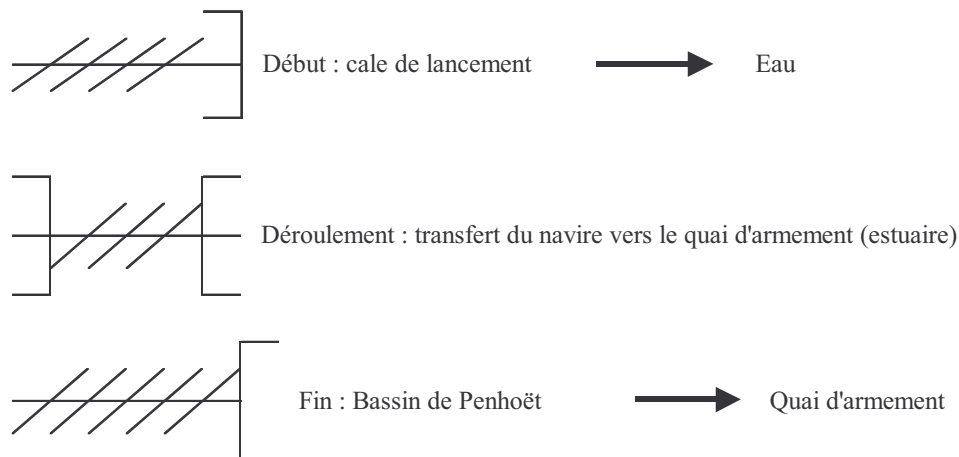 Début : cale de lancement Eau
Déroulement : transfert du navire vers le quai d'armement (estuaire)
Fin : Bassin de Penhoët Quai d'armement